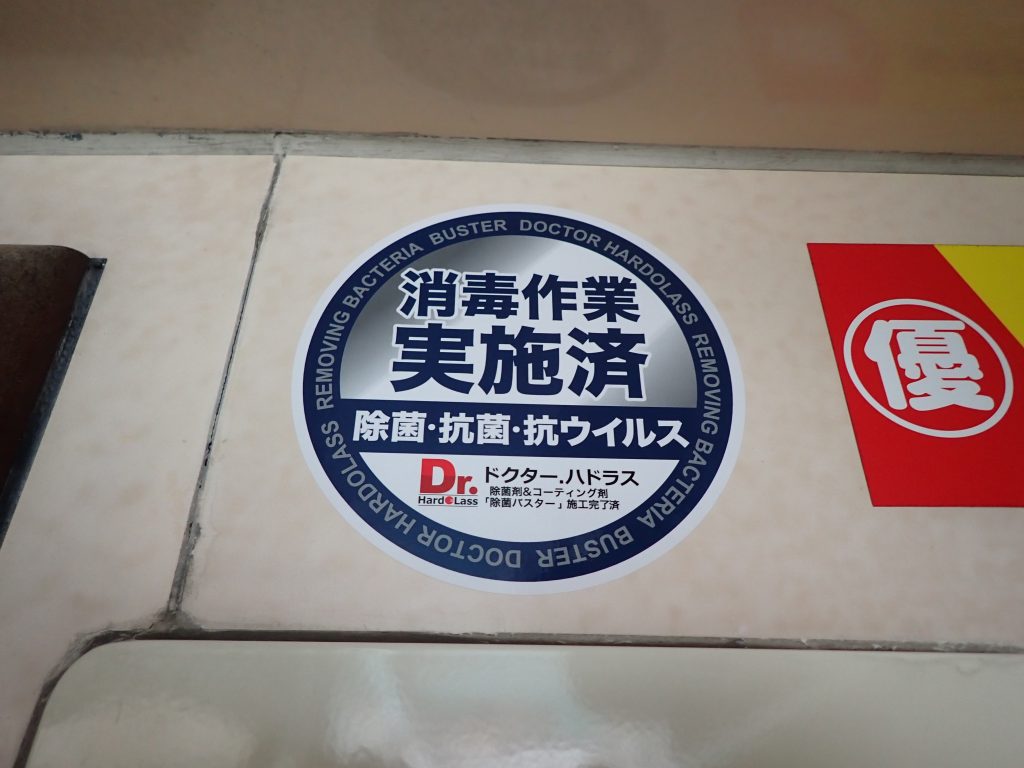 DOCTOR HARDOLASS REMOVING BACTERIA BUSTER DOCTOR HARDOLASS REMOVING BACTERIA BUSTER
消毒作業
実施済
除菌・抗菌・抗ウイルス
Dr.
Hard Lass
ドクター.ハドラス
除菌剤&コーティング剤
「除菌バスター」施工完了済
優